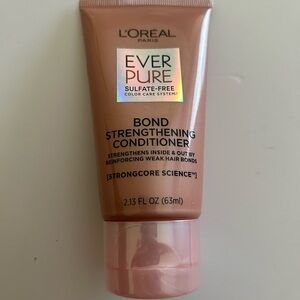 L'ORÉAL
PARIS
EVER
PURE
SULFATE-FREE
COLOR CARE SYSTEM
BOND
STRENGTHENING
CONDITIONER
STRENGTHENS INSIDE & OUT BY
REINFORCING WEAK HAIR BONDS
[STRONGCORE SCIENCE™]
2.13 FL OZ (63ml)